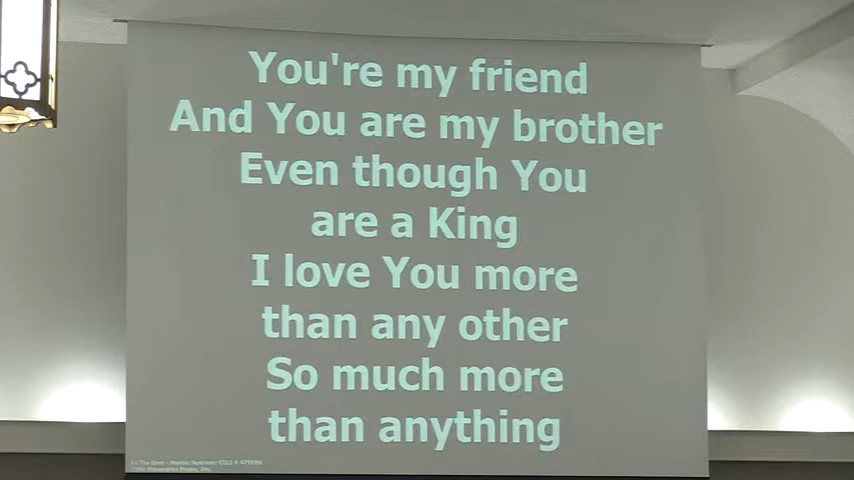 You're my friend
And You are my brother
Even though You
are a King
I love You more
than any other
So much more
than anything